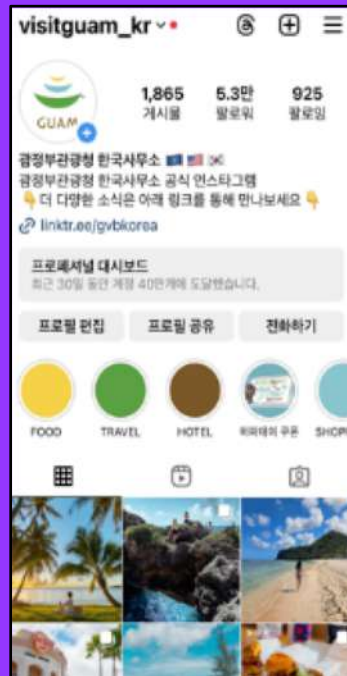 visitguam_kr
GUAM
1,865 5.3만 925
게시물 팔로워 팔로잉
괌정부관광청 한국사무소 🇬🇺 🇺🇸 🇰🇷
괌정부관광청 한국사무소 공식 인스타그램
👇 더 다양한 소식은 아래 링크를 통해 만나보세요 👇
linktr.ee/gvbkorea
프로페셔널 대시보드
최근 30일 동안 계정 40만개에 도달했습니다.
프로필 편집 프로필 공유 전화하기
FOOD TRAVEL HOTEL 쿠폰 SHOP